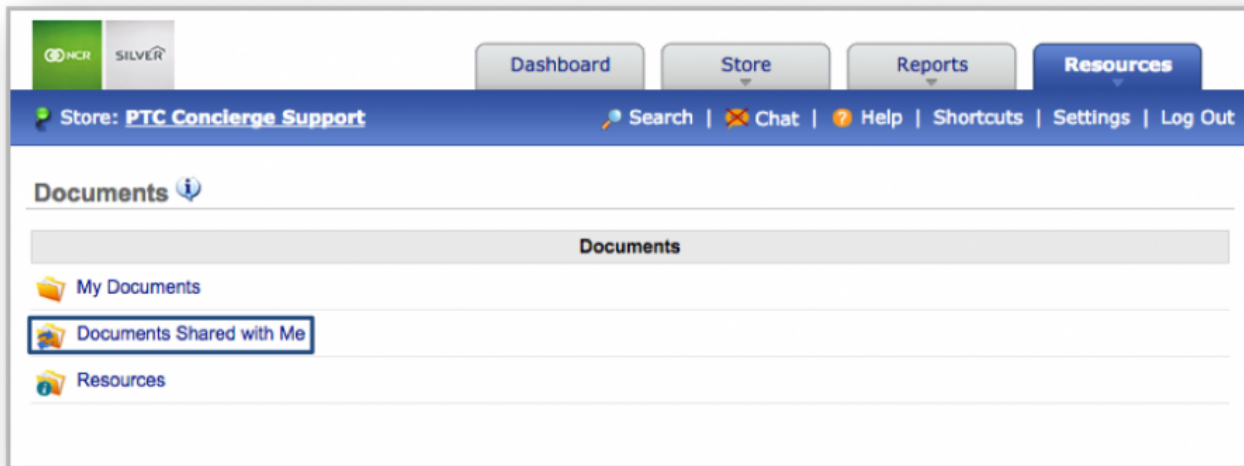 NCR SILVER
Dashboard Store Reports Resources
Store: PTC Concierge Support Search | Chat | Help | Shortcuts | Settings | Log Out
Documents
Documents
My Documents
Documents Shared with Me
Resources